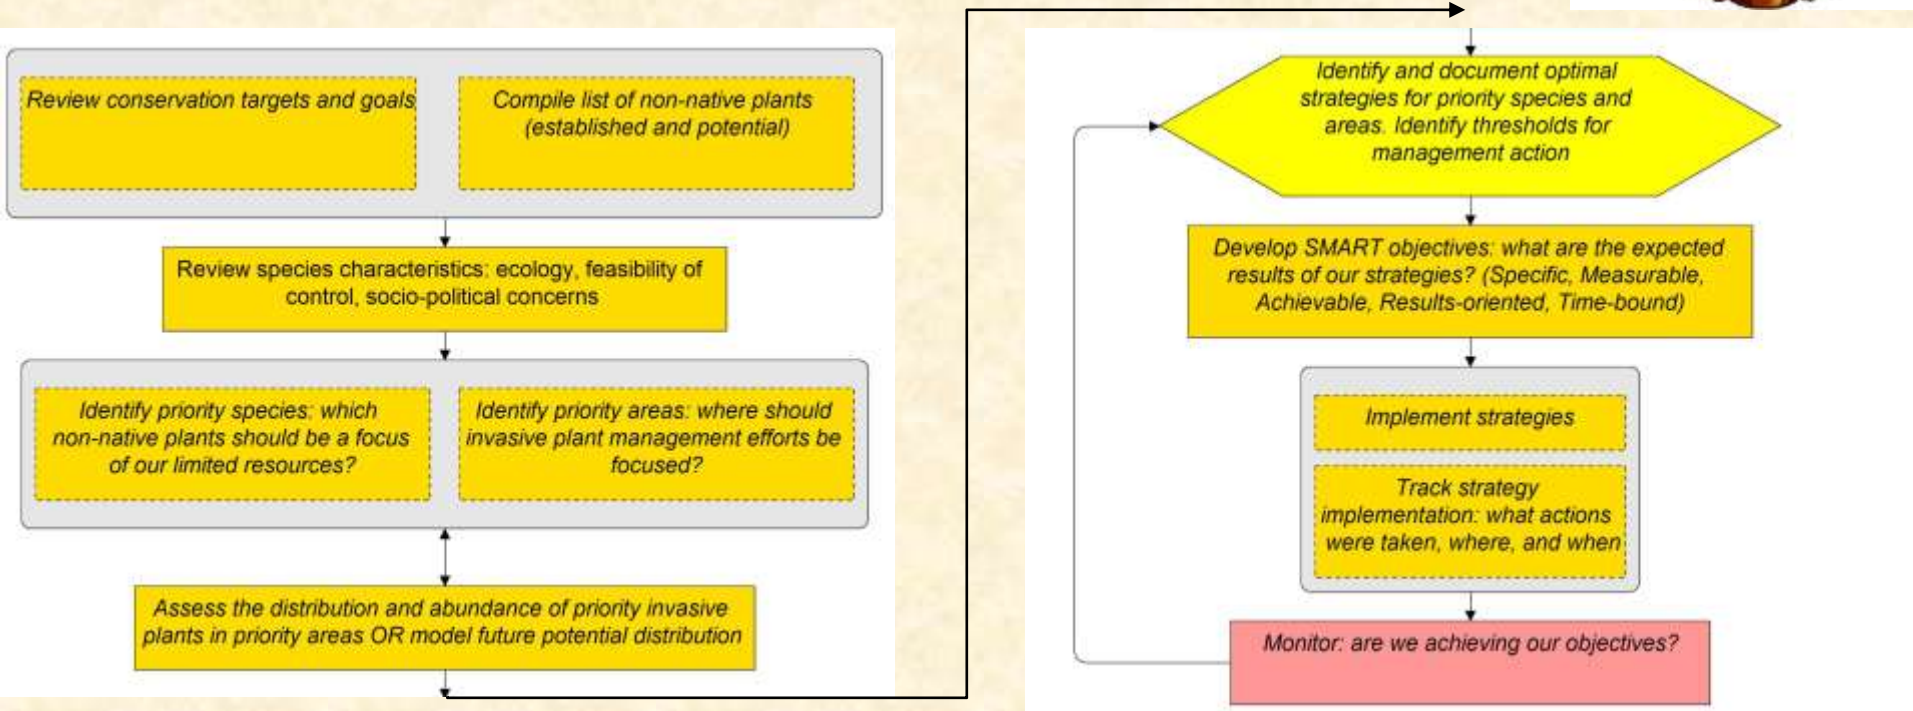 Review conservation targets and goals
Compile list of non-native plants
(established and potential)
Review species characteristics: ecology, feasibility of
control, socio-political concerns
Identify priority species: which
non-native plants should be a focus
of our limited resources?
Identify priority areas: where should
invasive plant management efforts be
focused?
Assess the distribution and abundance of priority invasive
plants in priority areas OR model future potential distribution
Identify and document optimal
strategies for priority species and
areas. Identify thresholds for
management action
Develop SMART objectives: what are the expected
results of our strategies? (Specific, Measurable,
Achievable, Results-oriented, Time-bound)
Implement strategies
Track strategy
implementation: what actions
were taken, where, and when
Monitor: are we achieving our objectives?